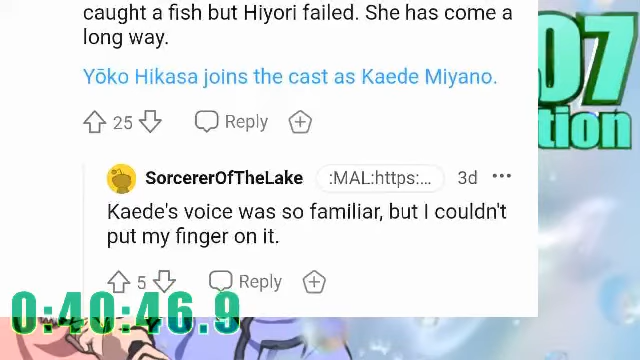 caught a fish but Hiyori failed. She has come a
long way.
Yōko Hikasa joins the cast as Kaede Miyano.
25 Reply
SorcererOfTheLake :MAL:https:... 3d ...
Kaede's voice was so familiar, but I couldn't
put my finger on it.
5 Reply
0:40:46.9
07
tion